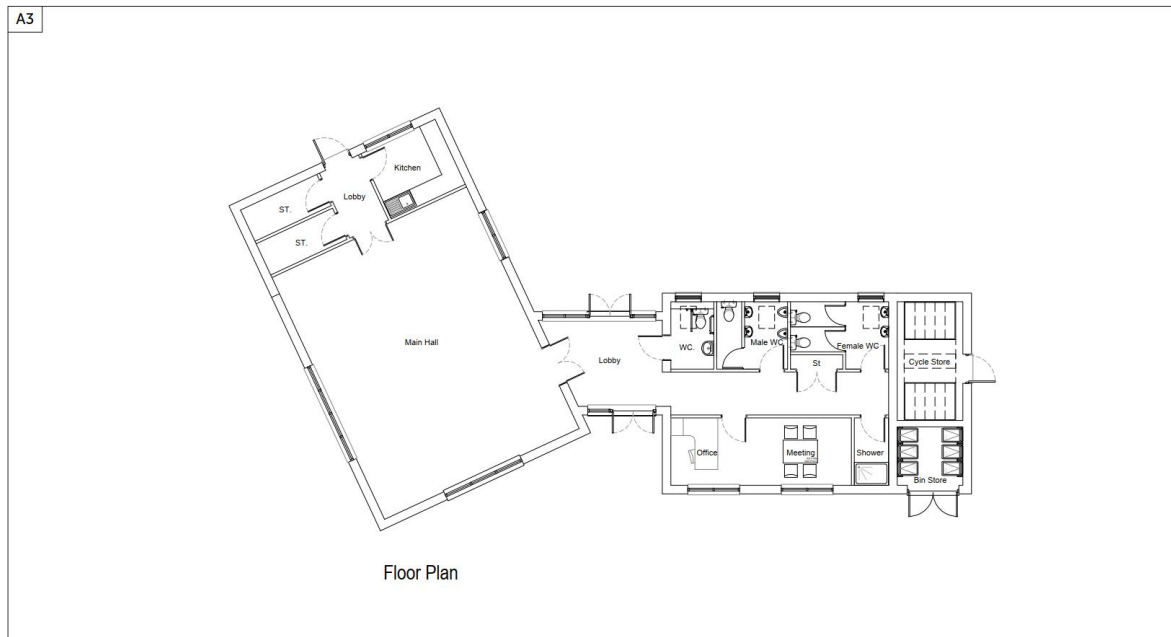 A3
Kitchen
Lobby
ST.
ST.
Main Hall
Lobby
WC.
Male WC
St
Female WC
Cycle Store
Office
Meeting
Shower
Bin Store
Floor Plan